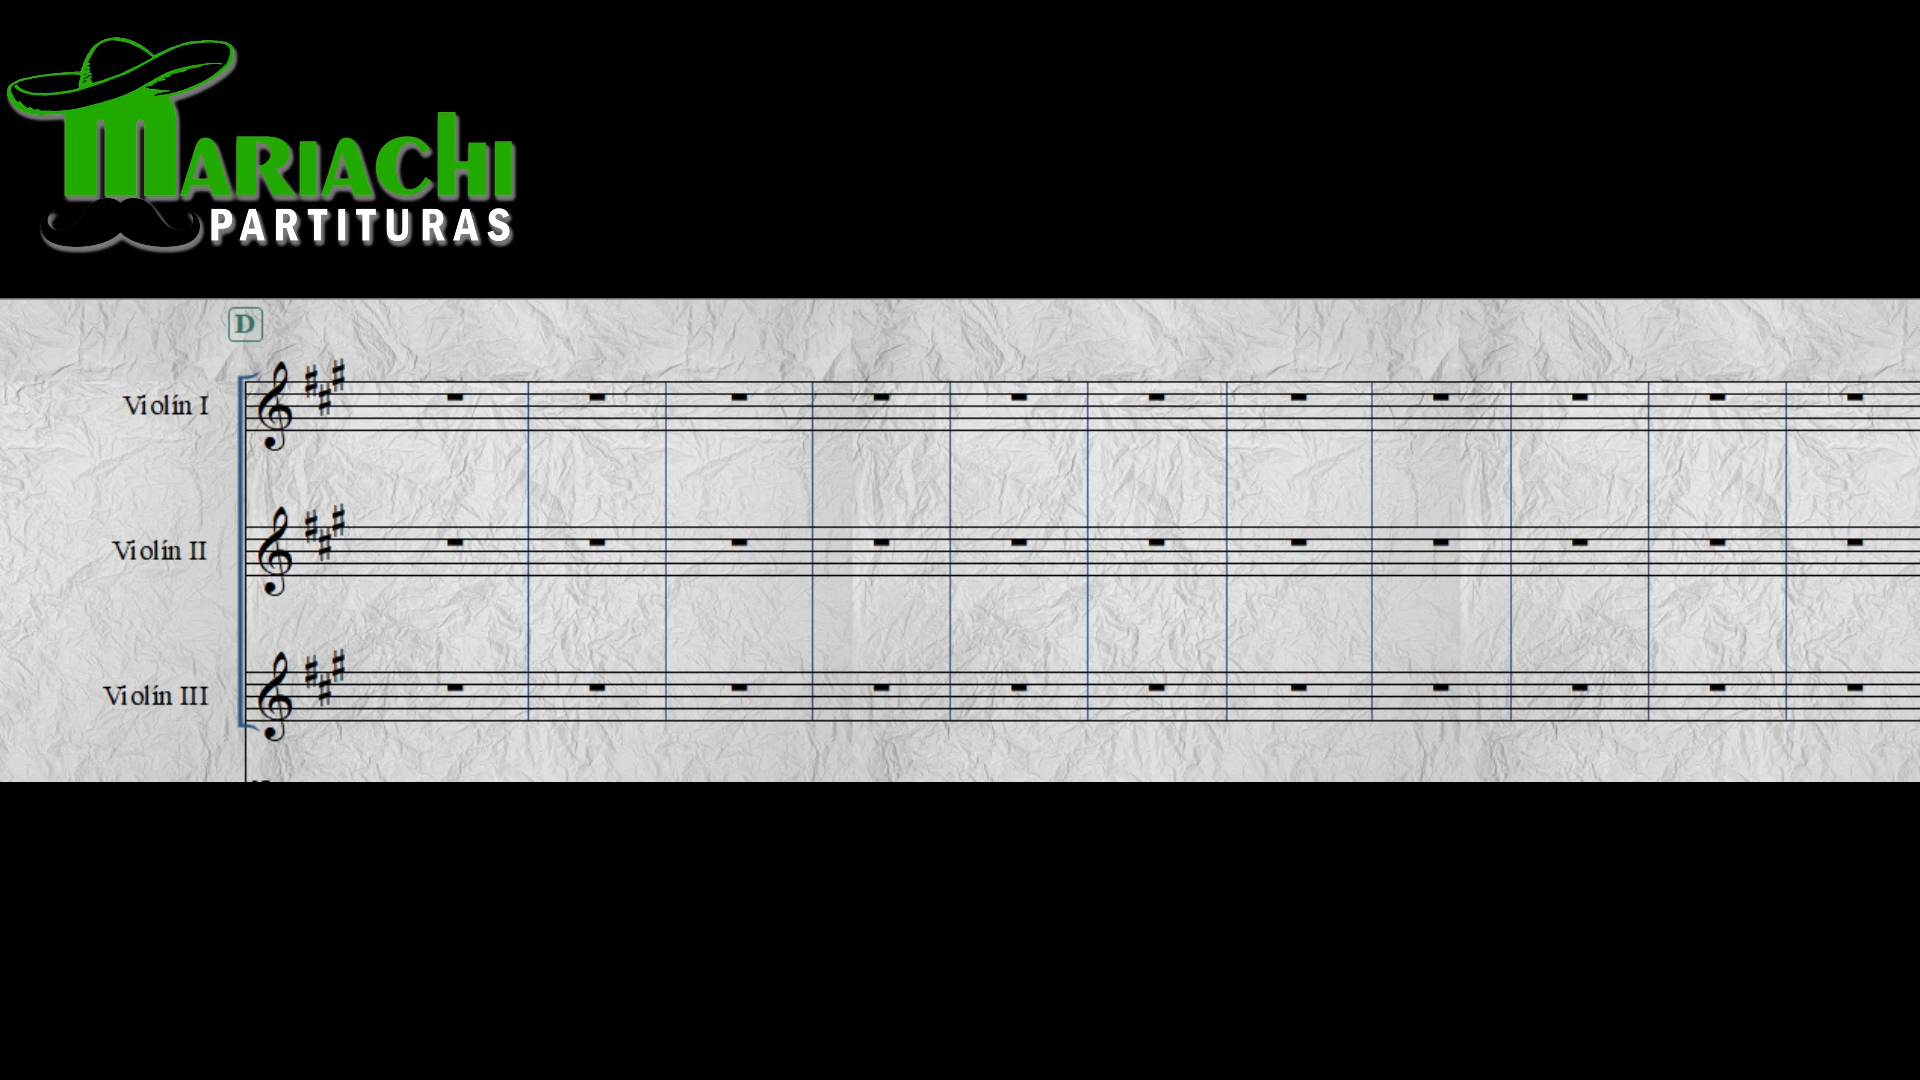 MARIACHI
PARTITURAS
D
Violín I
Violín II
Violín III